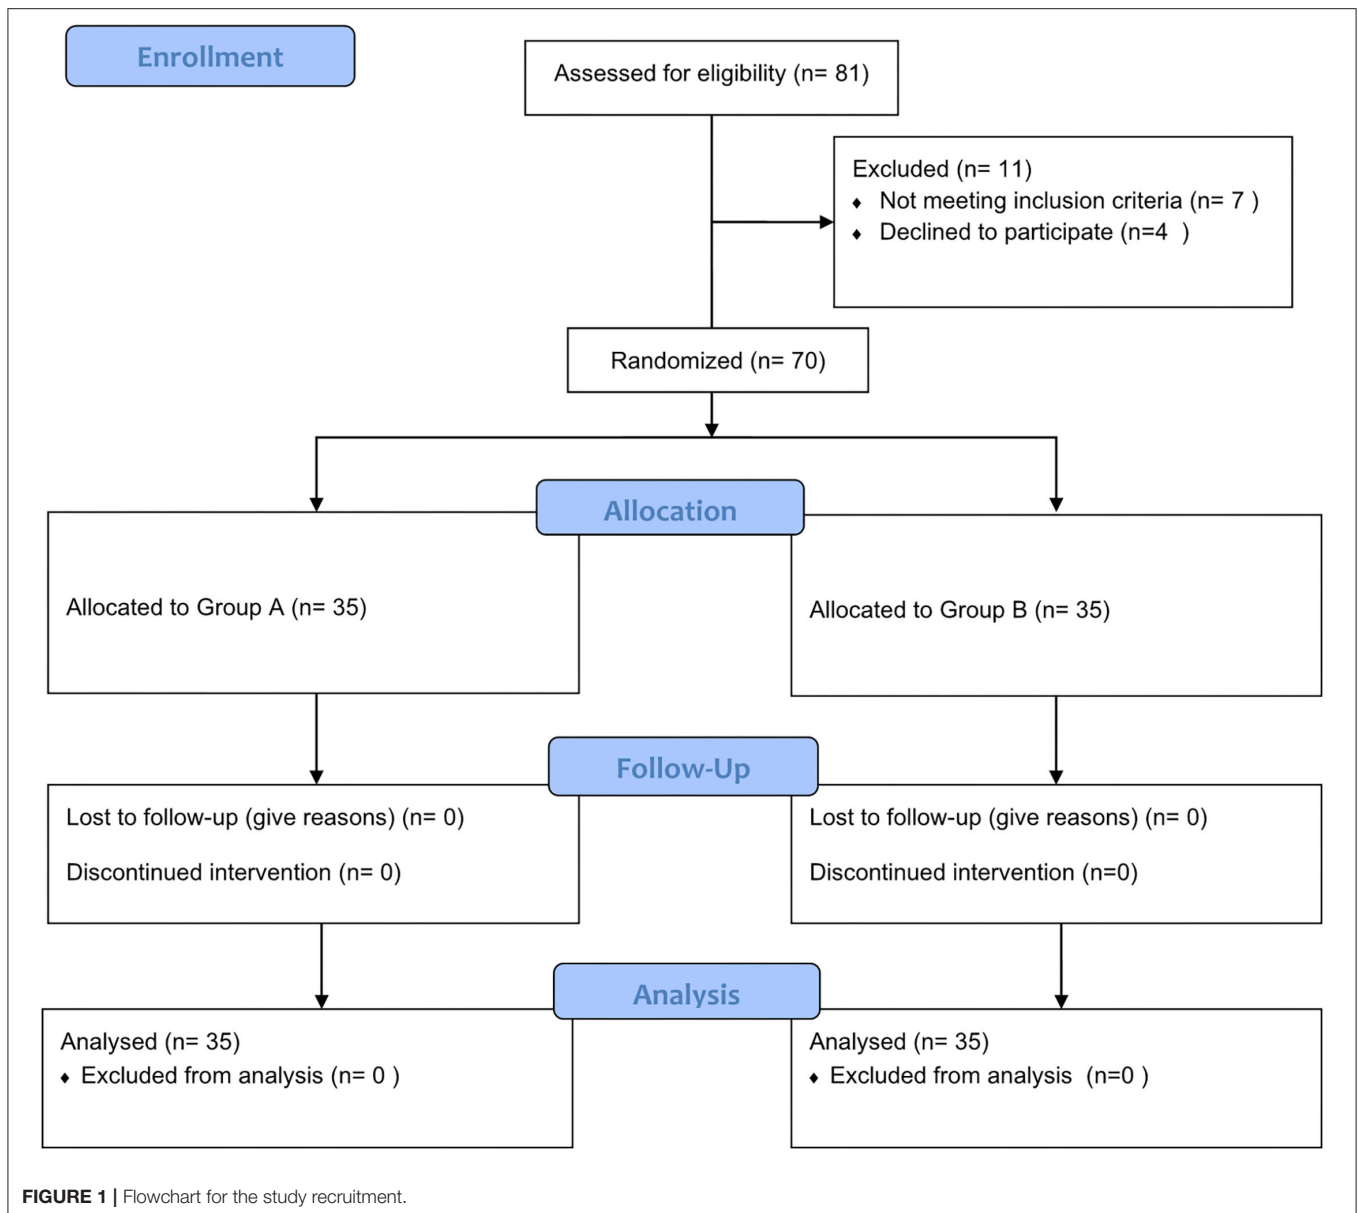 Enrollment
Assessed for eligibility (n= 81)
Excluded (n= 11)
♦ Not meeting inclusion criteria (n= 7 )
♦ Declined to participate (n=4  )
Randomized (n= 70)
Allocation
Allocated to Group A (n= 35)
Allocated to Group B (n= 35)
Follow-Up
Lost to follow-up (give reasons) (n= 0)
Discontinued intervention (n= 0)
Lost to follow-up (give reasons) (n= 0)
Discontinued intervention (n=0)
Analysis
Analysed (n= 35)
♦ Excluded from analysis (n= 0 )
Analysed (n= 35)
♦ Excluded from analysis  (n=0 )
FIGURE 1 | Flowchart for the study recruitment.